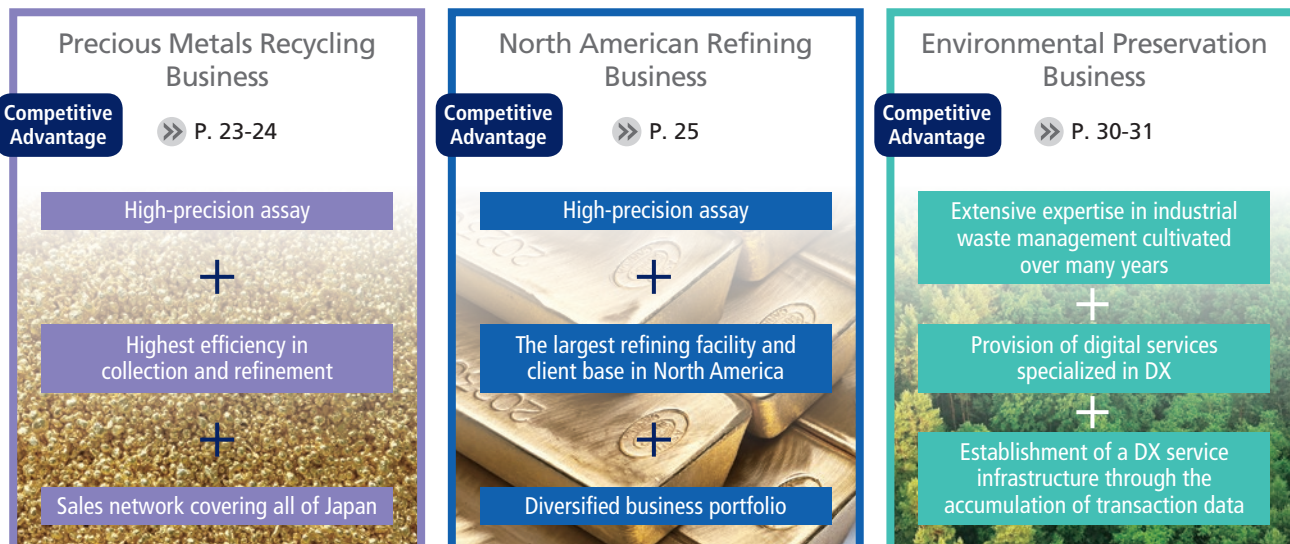 Precious Metals Recycling
Business
Competitive
Advantage
P. 23-24
High-precision assay
+
Highest efficiency in
collection and refinement
+
Sales network covering all of Japan
North American Refining
Business
Competitive
Advantage
P. 25
High-precision assay
+
The largest refining facility and
client base in North America
+
Diversified business portfolio
Environmental Preservation
Business
Competitive
Advantage
P. 30-31
Extensive expertise in industrial
waste management cultivated
over many years
+
Provision of digital services
specialized in DX
+
Establishment of a DX service
infrastructure through the
accumulation of transaction data